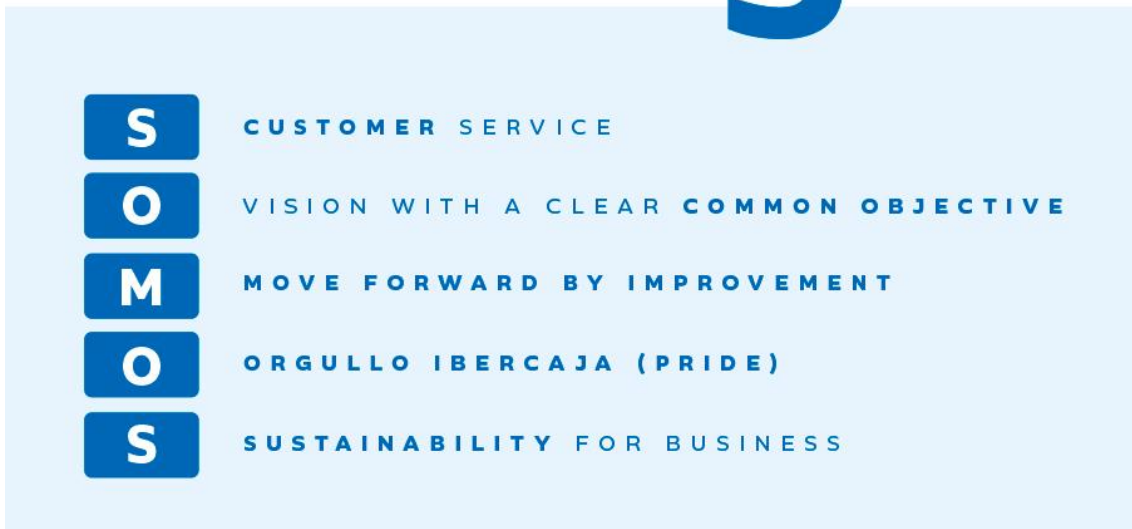 S CUSTOMER SERVICE
O VISION WITH A CLEAR COMMON OBJECTIVE
M MOVE FORWARD BY IMPROVEMENT
O ORGULLO IBERCAJA (PRIDE)
S SUSTAINABILITY FOR BUSINESS